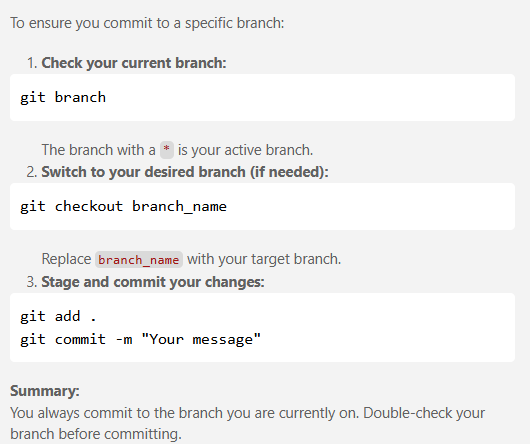 To ensure you commit to a specific branch:
1. Check your current branch:
git branch
The branch with a * is your active branch.
2. Switch to your desired branch (if needed):
git checkout branch_name
Replace branch_name with your target branch.
3. Stage and commit your changes:
git add .
git commit -m "Your message"
Summary:
You always commit to the branch you are currently on. Double-check your
branch before committing.